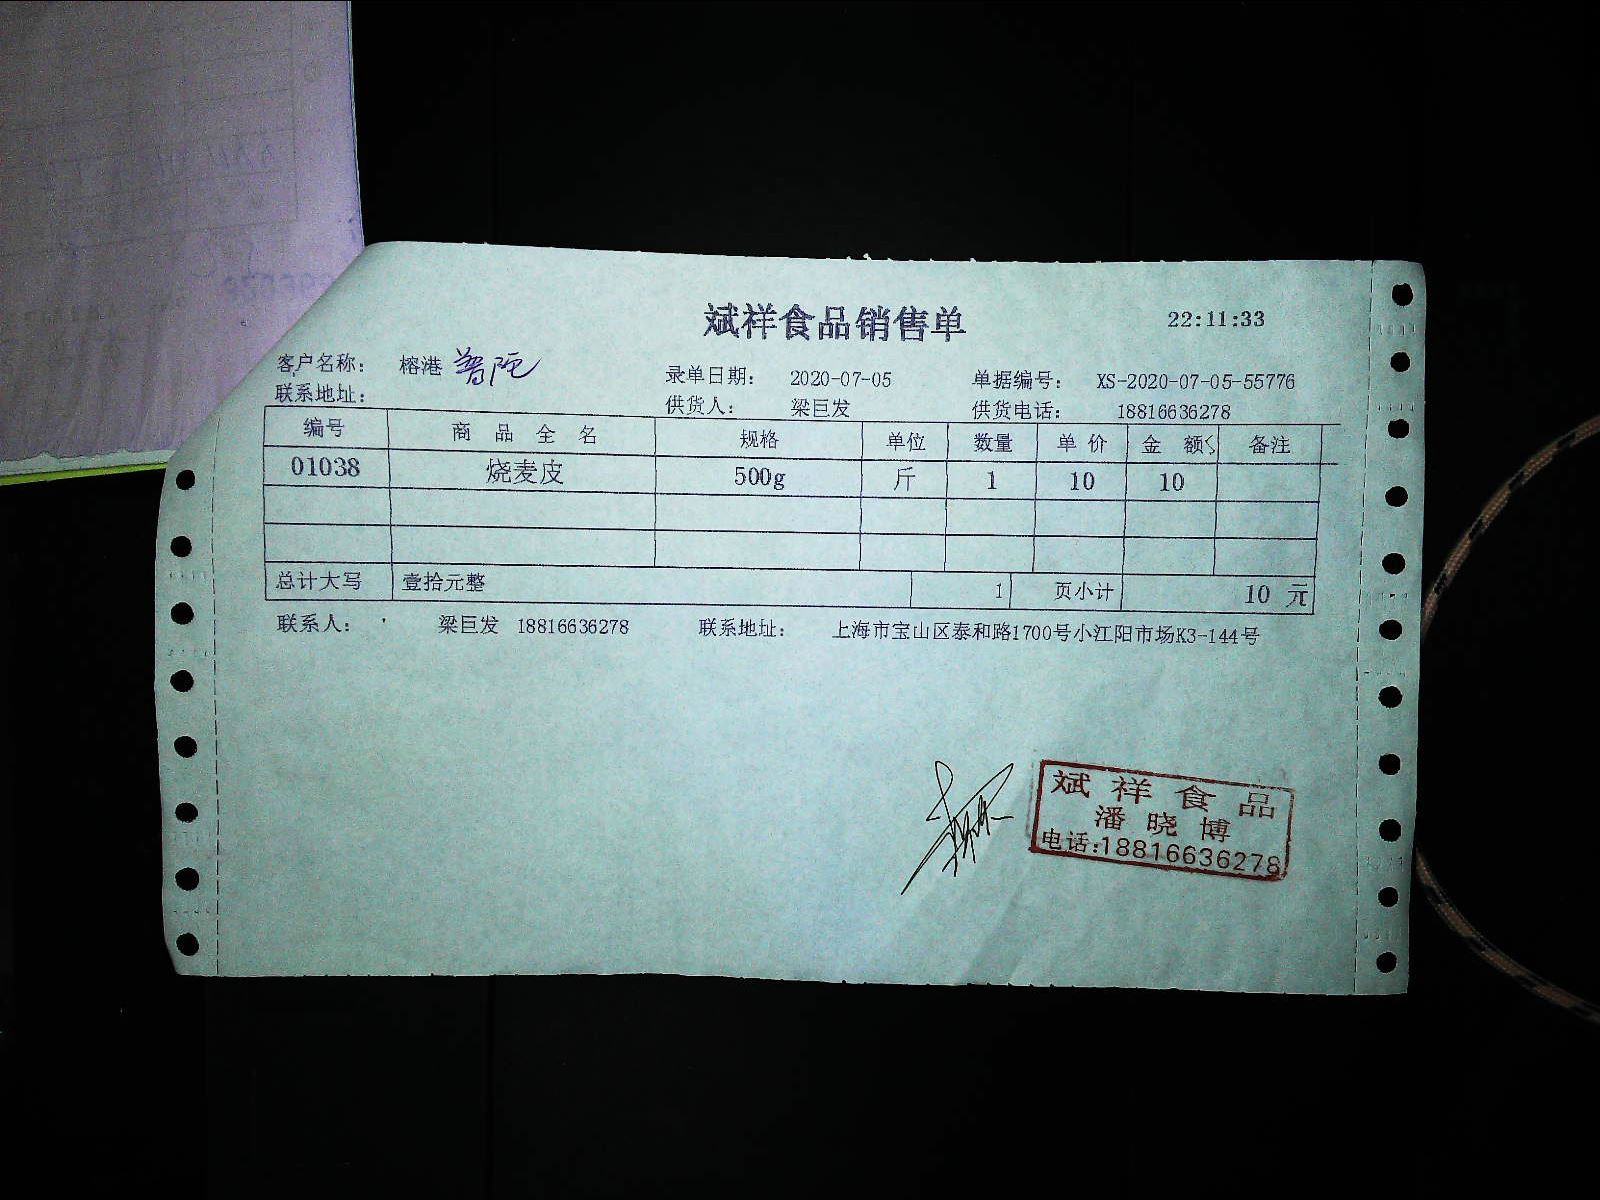 斌祥食品销售单 22:11:33
客户名称： 榕港 普陀 录单日期： 2020-07-05 单据编号： XS-2020-07-05-55776
联系地址： 供货人： 梁巨发 供货电话： 18816636278
编号 商品全名 规格 单位 数量 单价 金额 备注
01038 烧麦皮 500g 斤 1 10 10
总计大写 壹拾元整 1 页小计 10 元
联系人： 梁巨发 18816636278 联系地址： 上海市宝山区泰和路1700号小江阳市场K3-144号
斌祥食品
潘晓博
电话:18816636278